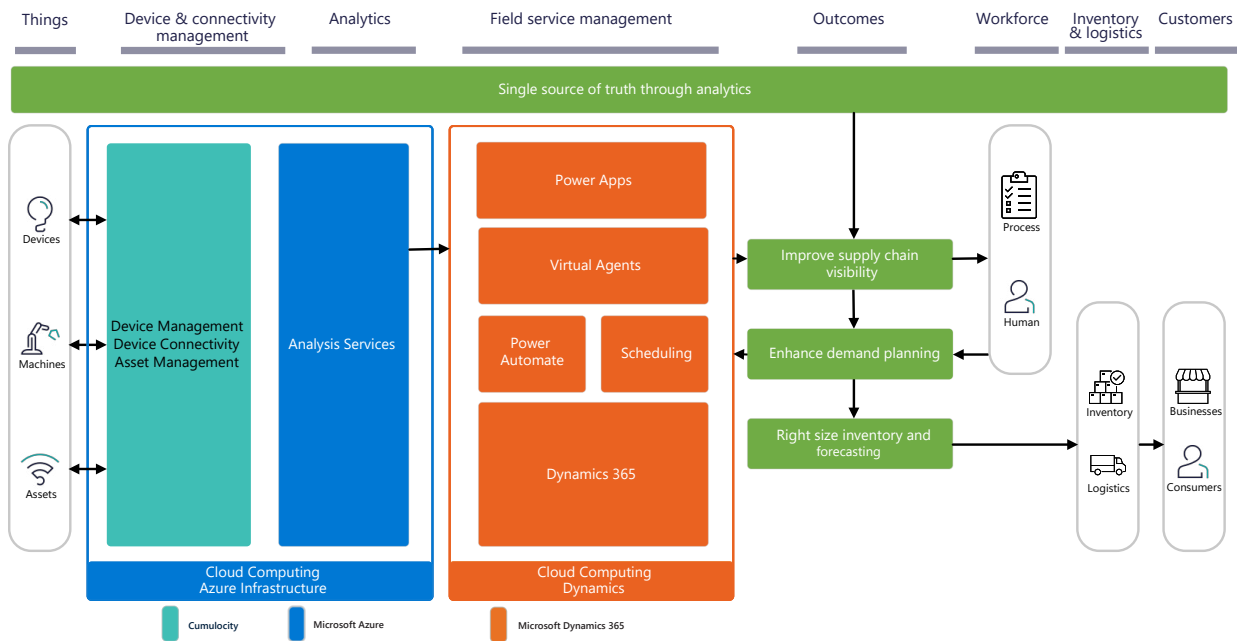 Things
Device & connectivity
management
Analytics
Field service management
Outcomes
Workforce
Inventory
& logistics
Customers
Single source of truth through analytics
Devices
Machines
Assets
Device Management
Device Connectivity
Asset Management
Analysis Services
Cloud Computing
Azure Infrastructure
Power Apps
Virtual Agents
Power
Automate
Scheduling
Dynamics 365
Cloud Computing
Dynamics
Improve supply chain
visibility
Enhance demand planning
Right size inventory and
forecasting
Process
Human
Inventory
Logistics
Businesses
Consumers
Cumulocity
Microsoft Azure
Microsoft Dynamics 365